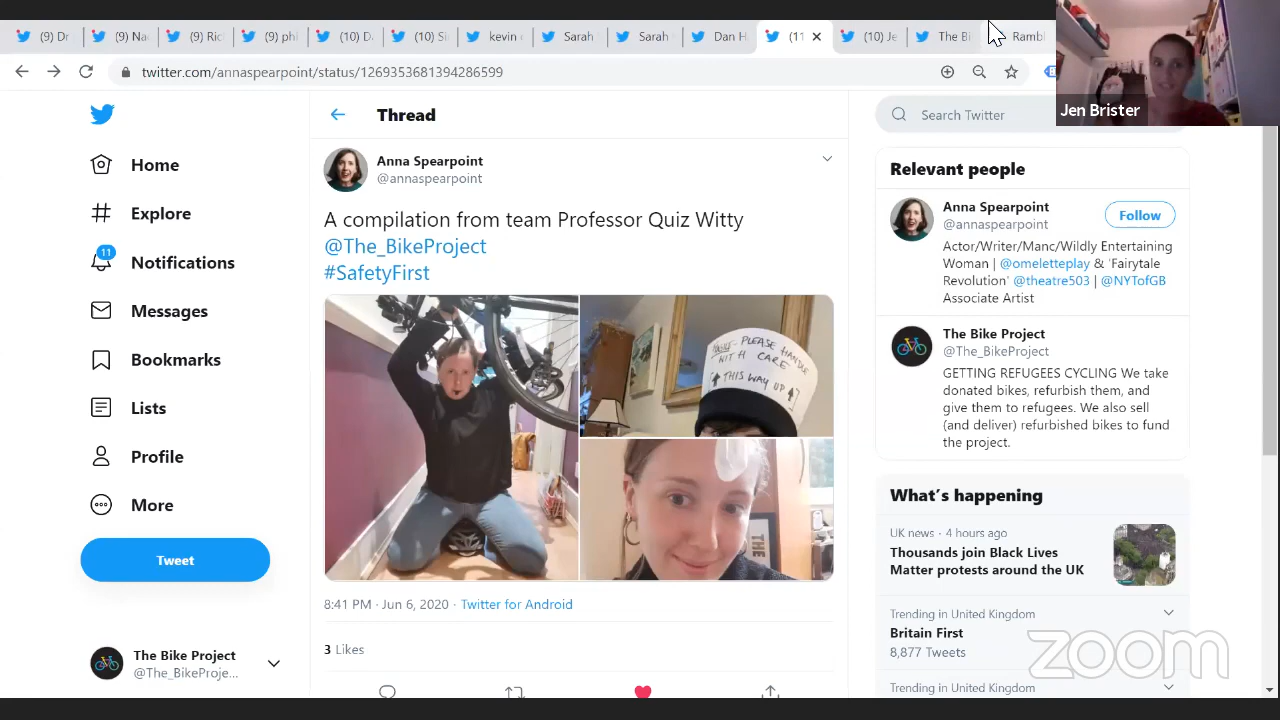 (9) Dr
(9) Na
(9) Ric
(9) phi
(10) D
(10) Si
kevin c
Sarah
Sarah
Dan H
(11
(10) Je
The Bi
Rambl
twitter.com/annaspearpoint/status/1269353681394286599
Jen Brister
Home
Explore
11
Notifications
Messages
Bookmarks
Lists
Profile
More
Tweet
The Bike Project
@The_BikeProje...
Thread
Anna Spearpoint
@annaspearpoint
A compilation from team Professor Quiz Witty
@The_BikeProject
#SafetyFirst
PLEASE HANDLE
WITH CARE
THIS WAY UP
THE
8:41 PM · Jun 6, 2020 · Twitter for Android
3 Likes
Search Twitter
Relevant people
Anna Spearpoint
@annaspearpoint
Follow
Actor/Writer/Manc/Wildly Entertaining
Woman | @omeletteplay & 'Fairytale
Revolution' @theatre503 | @NYTofGB
Associate Artist
The Bike Project
@The_BikeProject
GETTING REFUGEES CYCLING We take
donated bikes, refurbish them, and
give them to refugees. We also sell
(and deliver) refurbished bikes to fund
the project.
What's happening
UK news · 4 hours ago
Thousands join Black Lives
Matter protests around the UK
Trending in United Kingdom
Britain First
8,877 Tweets
Trending in United Kingdom
zoom